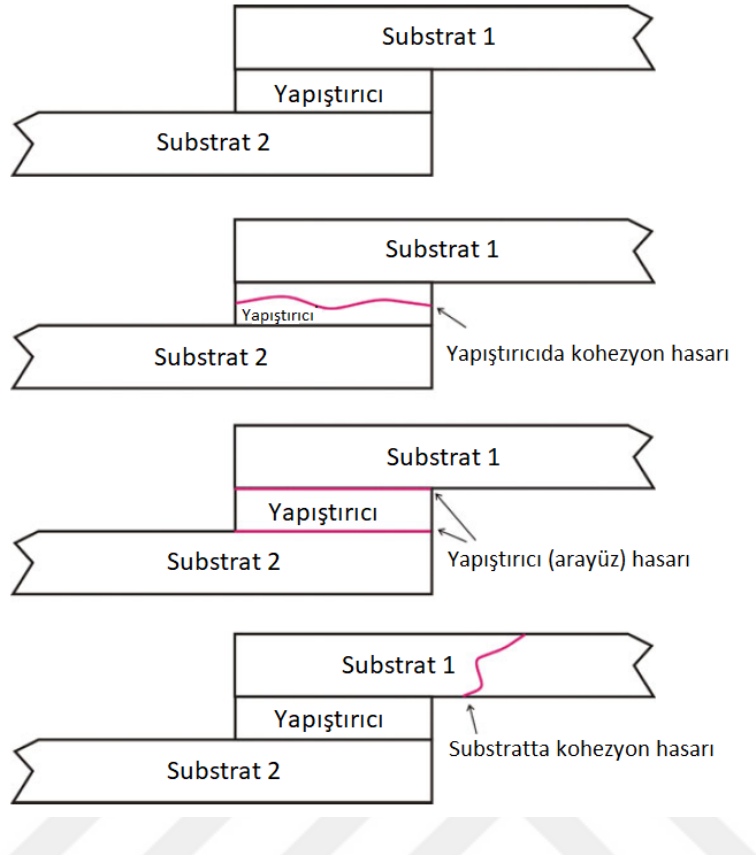 Substrat 1
Yapıştırıcı
Substrat 2
Substrat 1
Yapıştırıcı
Substrat 2
Yapıştırıcıda kohezyon hasarı
Substrat 1
Yapıştırıcı
Substrat 2
Yapıştırıcı (arayüz) hasarı
Substrat 1
Yapıştırıcı
Substratta kohezyon hasarı
Substrat 2